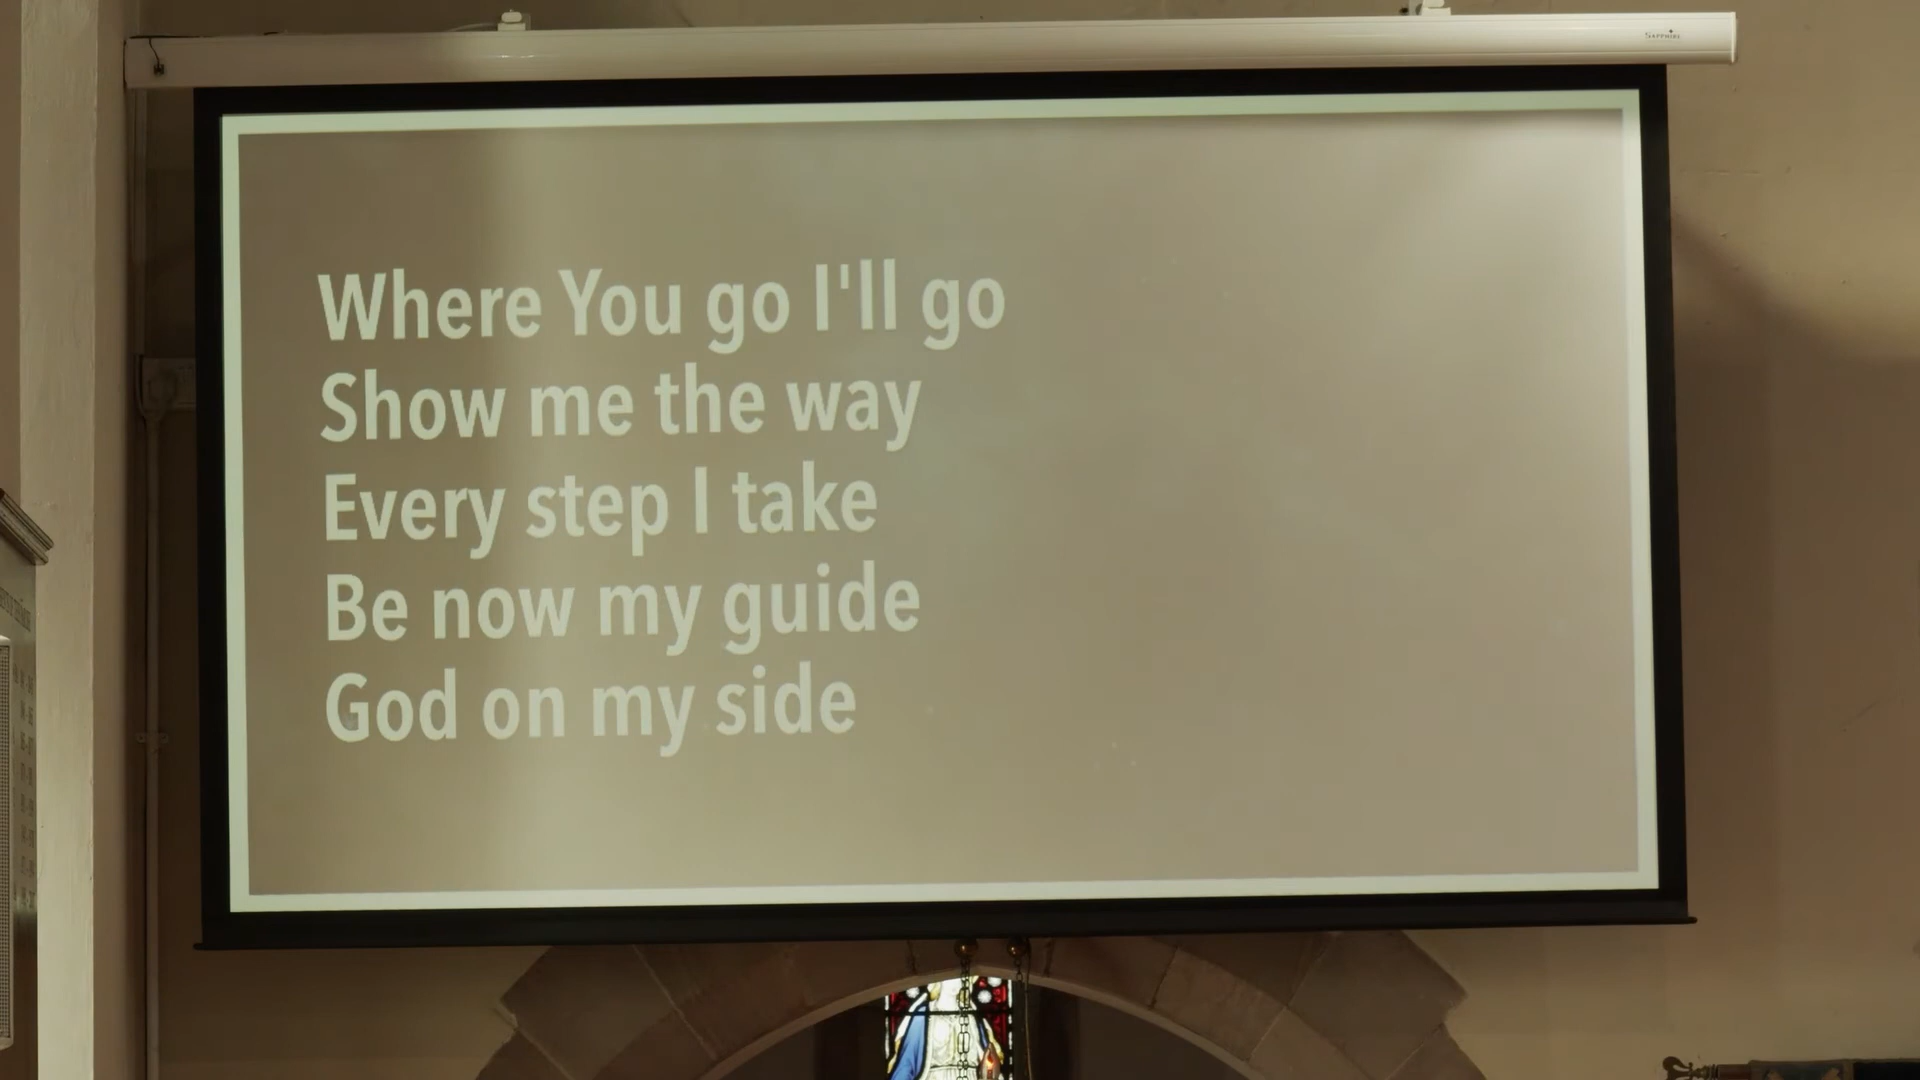 SAPPHIRE
Where You go I'll go
Show me the way
Every step I take
Be now my guide
God on my side